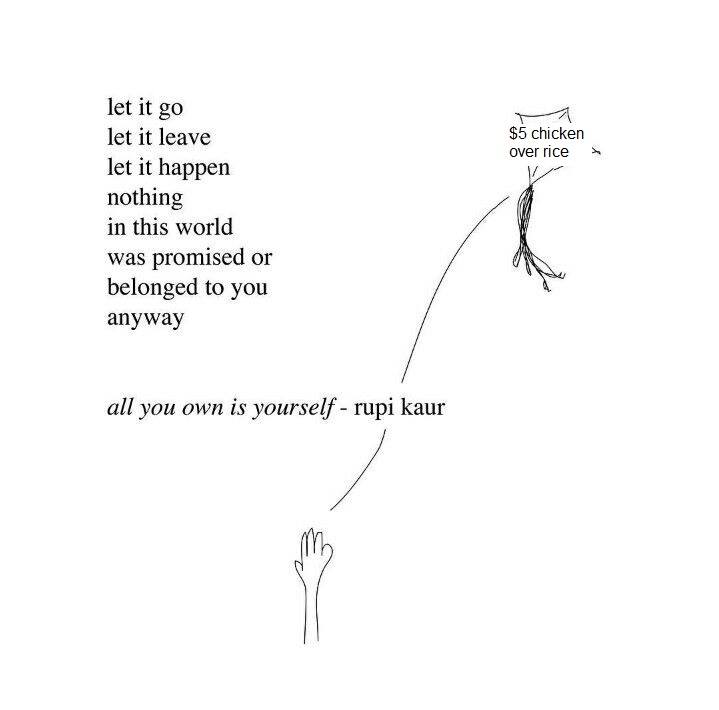 let it go
let it leave
let it happen
nothing
in this world
was promised or
belonged to you
anyway
all you own is yourself - rupi kaur
$5 chicken
over rice